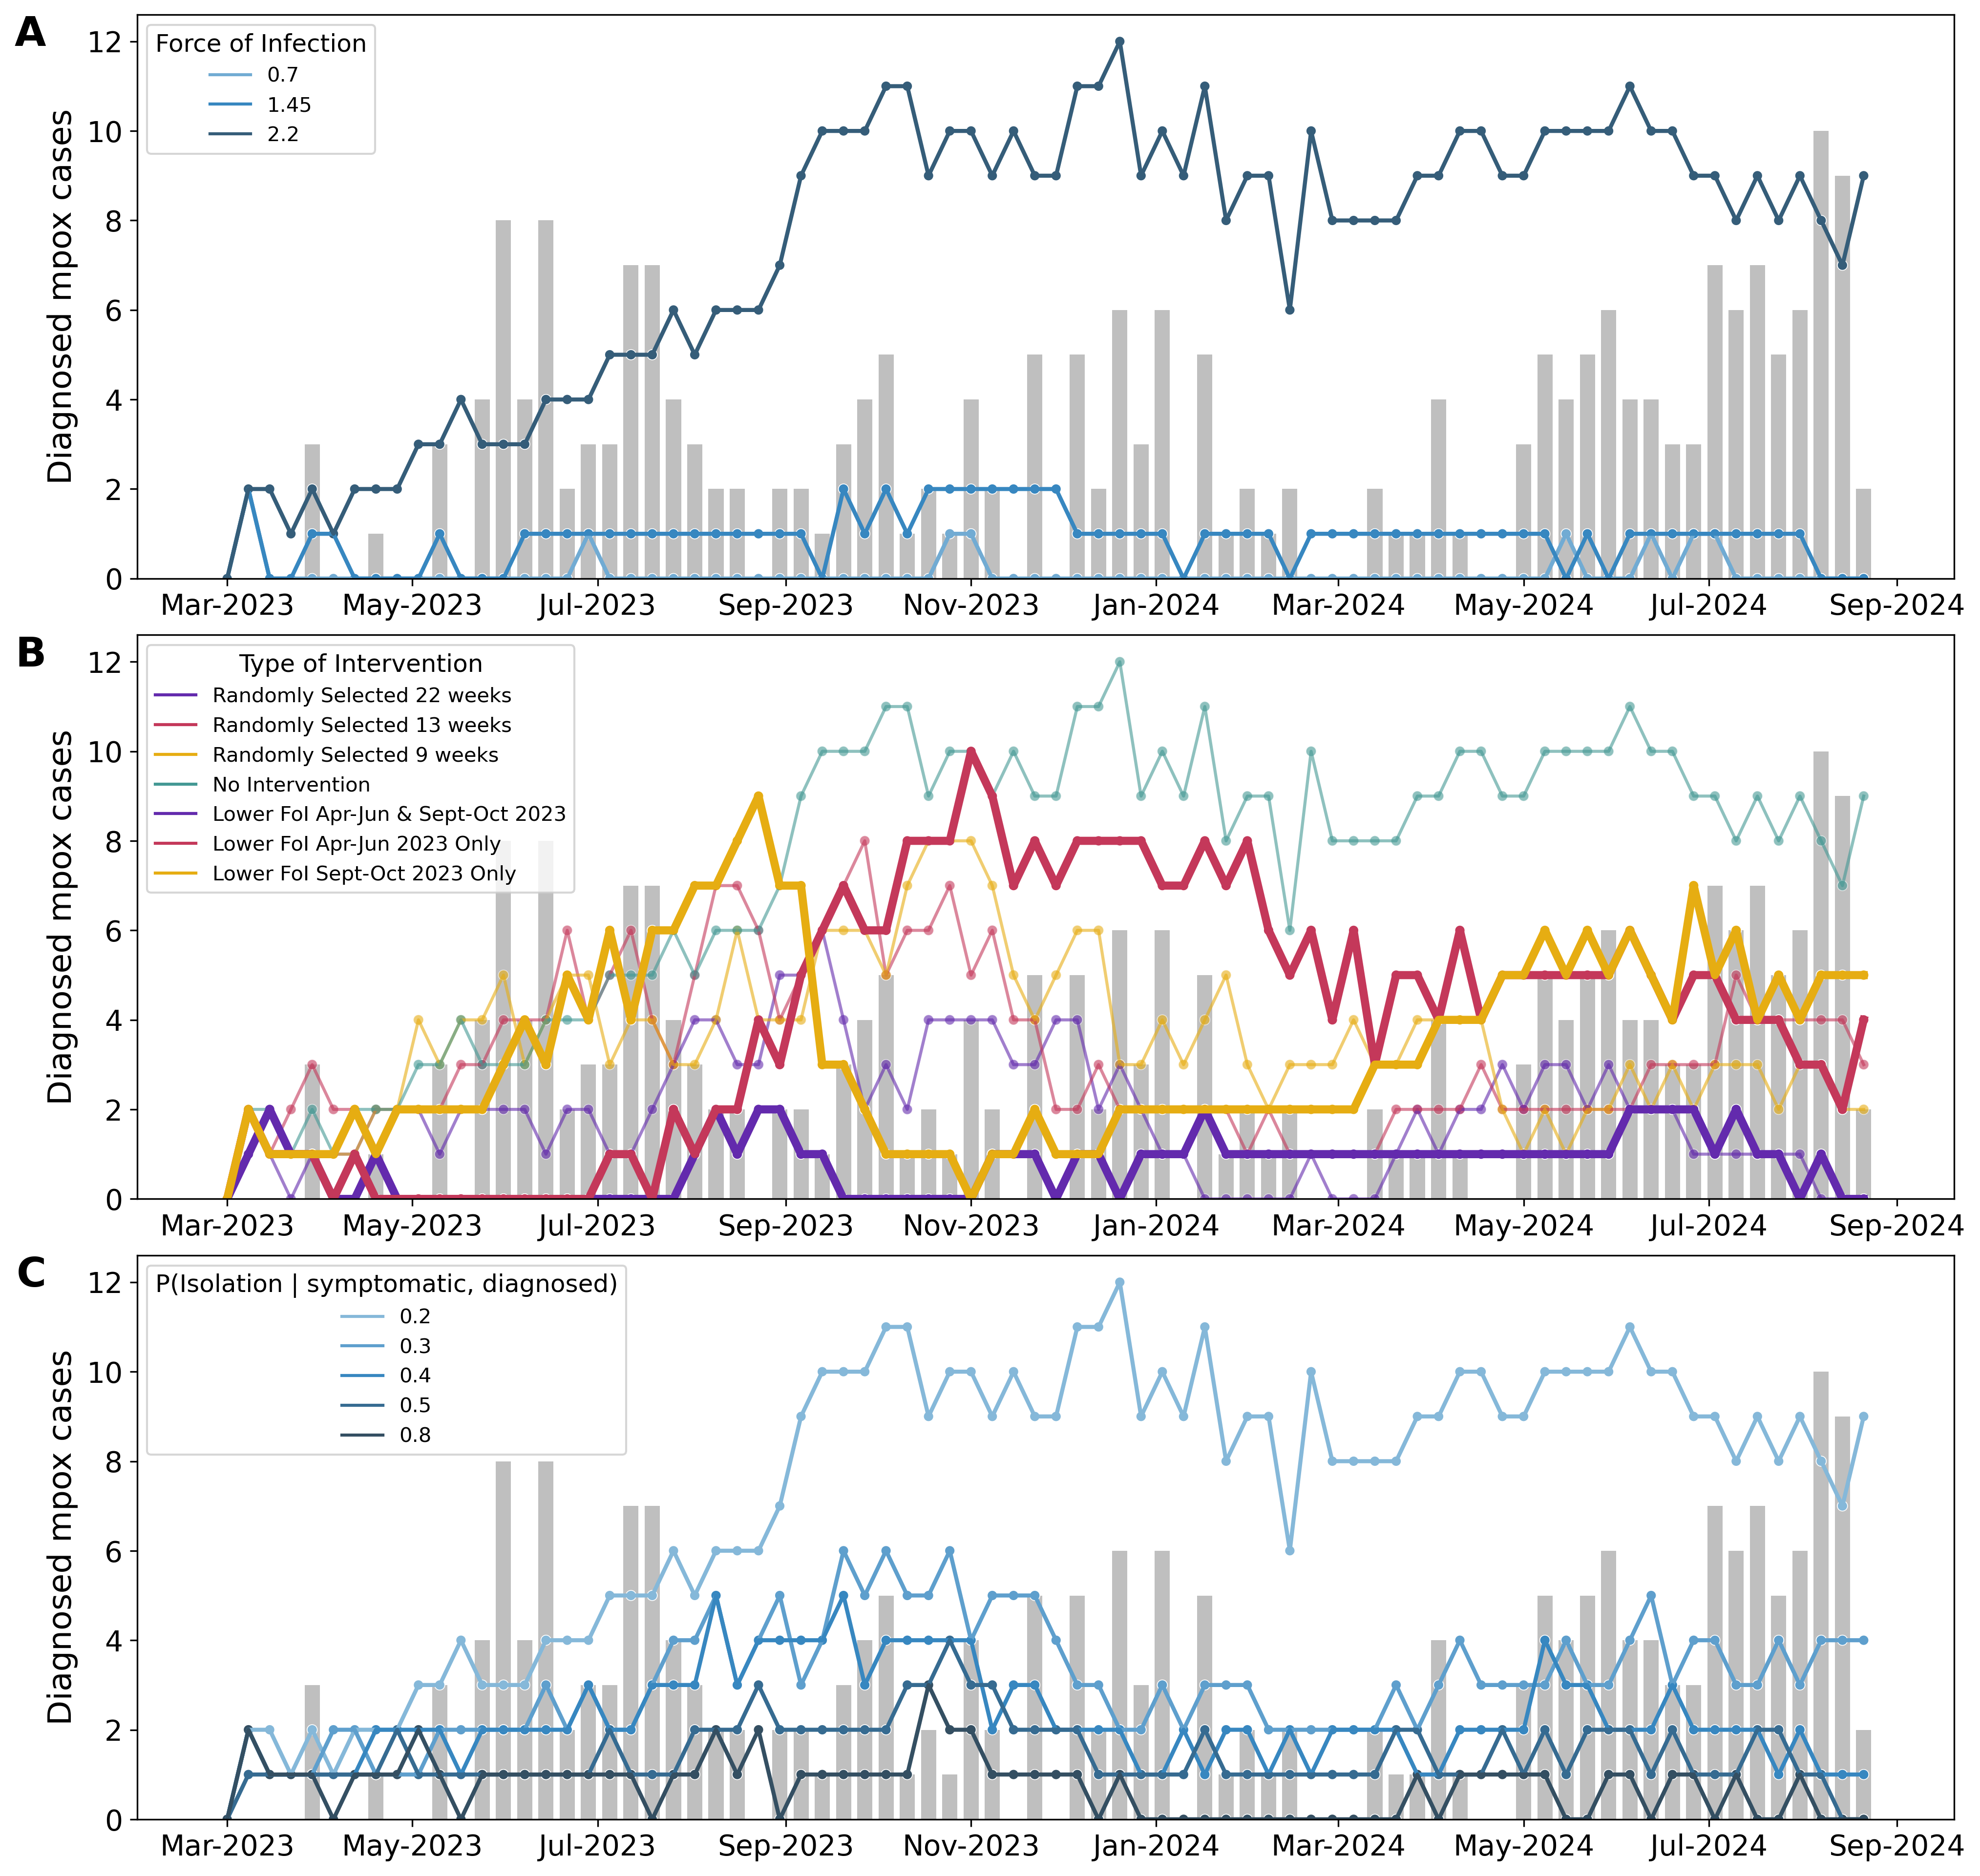 A
Diagnosed mpox cases
12
10
8
6
4
2
0
Force of Infection
0.7
1.45
2.2
Mar-2023 May-2023 Jul-2023 Sep-2023 Nov-2023 Jan-2024 Mar-2024 May-2024 Jul-2024 Sep-2024
B
Diagnosed mpox cases
12
10
8
6
4
2
0
Type of Intervention
Randomly Selected 22 weeks
Randomly Selected 13 weeks
Randomly Selected 9 weeks
No Intervention
Lower FoI Apr-Jun & Sept-Oct 2023
Lower FoI Apr-Jun 2023 Only
Lower FoI Sept-Oct 2023 Only
Mar-2023 May-2023 Jul-2023 Sep-2023 Nov-2023 Jan-2024 Mar-2024 May-2024 Jul-2024 Sep-2024
C
Diagnosed mpox cases
12
10
8
6
4
2
0
P(Isolation | symptomatic, diagnosed)
0.2
0.3
0.4
0.5
0.8
Mar-2023 May-2023 Jul-2023 Sep-2023 Nov-2023 Jan-2024 Mar-2024 May-2024 Jul-2024 Sep-2024